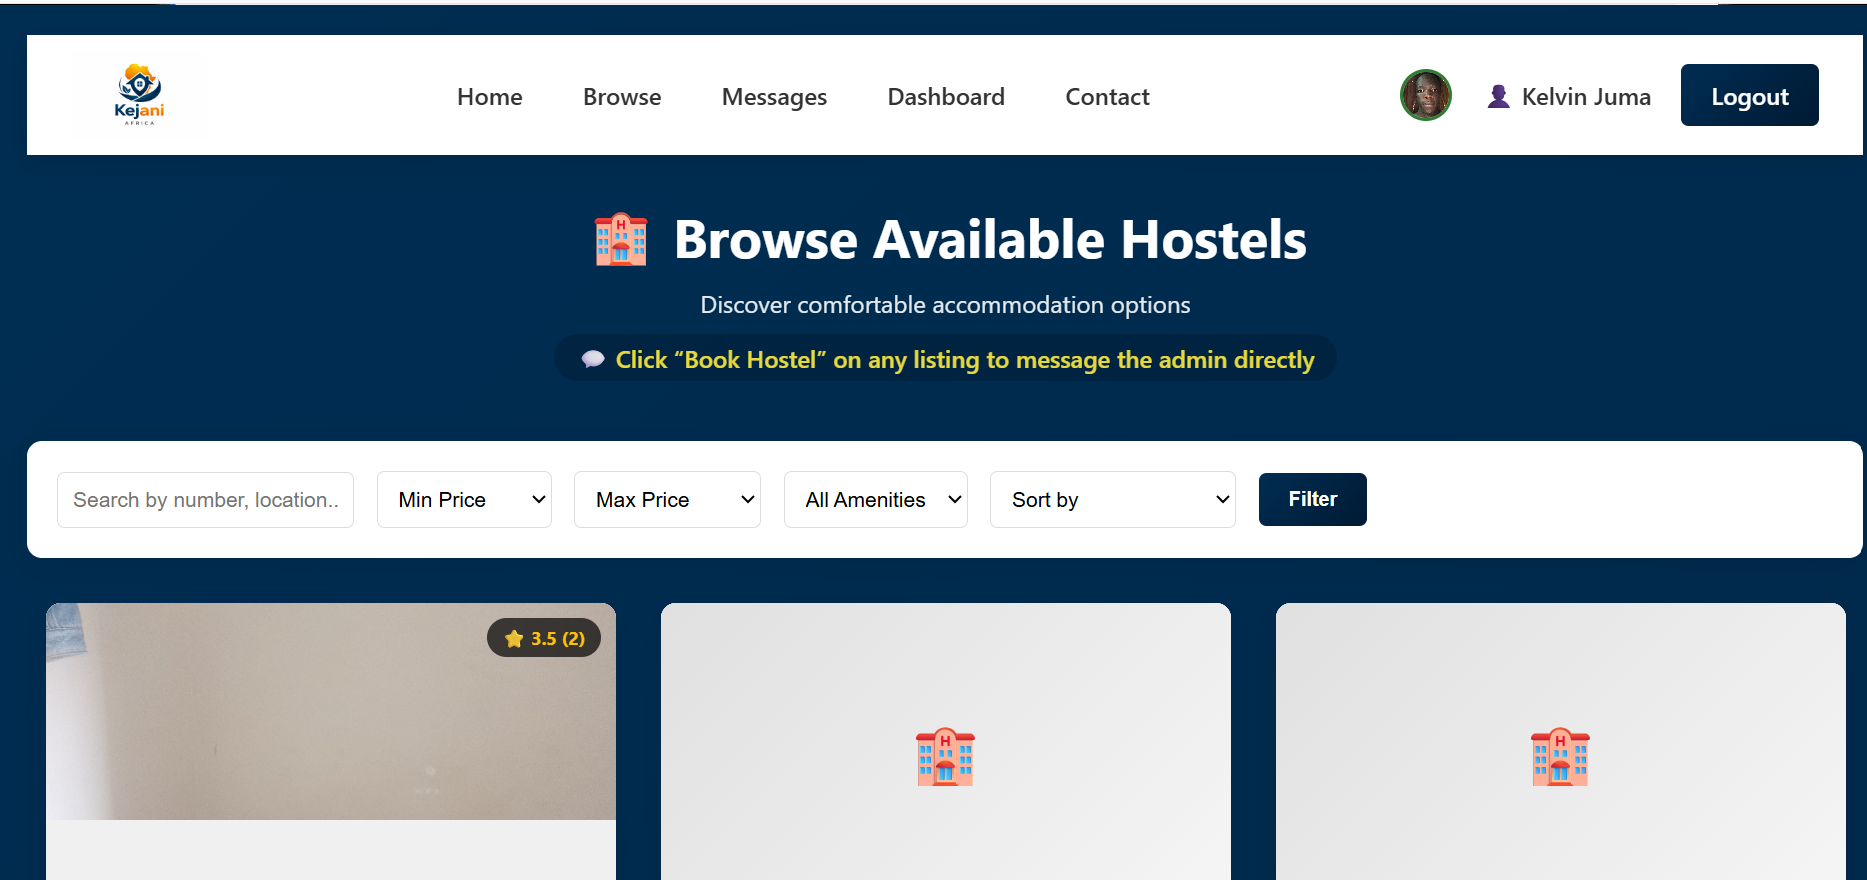 Kejani
AFRICA
Home
Browse
Messages
Dashboard
Contact
Kelvin Juma
Logout
H
Browse Available Hostels
Discover comfortable accommodation options
Click “Book Hostel” on any listing to message the admin directly
Search by number, location..
Min Price
Max Price
All Amenities
Sort by
Filter
3.5 (2)
H
H